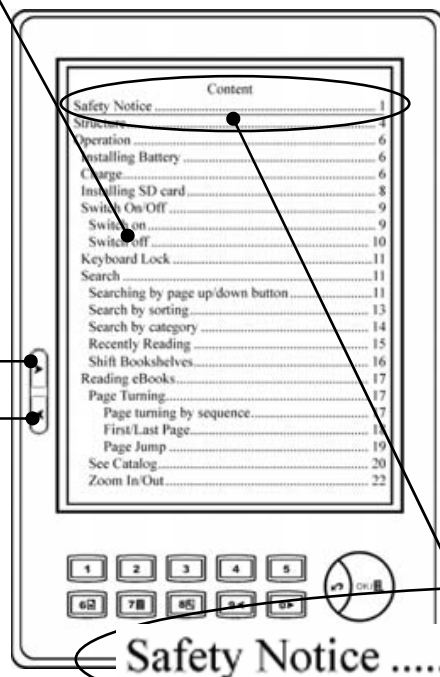 Content
Safety Notice ........ 1
Structure ........ 4
Operation ........ 6
Installing Battery ........ 6
Charge ........ 6
Installing SD card ........ 8
Switch On/Off ........ 9
Switch on ........ 9
Switch off ........ 10
Keyboard Lock ........ 11
Search ........ 11
Searching by page up/down button ........ 11
Search by sorting ........ 13
Search by category ........ 14
Recently Reading ........ 15
Shift Bookshelves ........ 16
Reading eBooks ........ 17
Page Turning ........ 17
Page turning by sequence ........ 17
First/Last Page ........ 18
Page Jump ........ 19
See Catalog ........ 20
Zoom In/Out ........ 22
1 2 3 4 5
OK/
6 7 8 9 0
Safety Notice .....